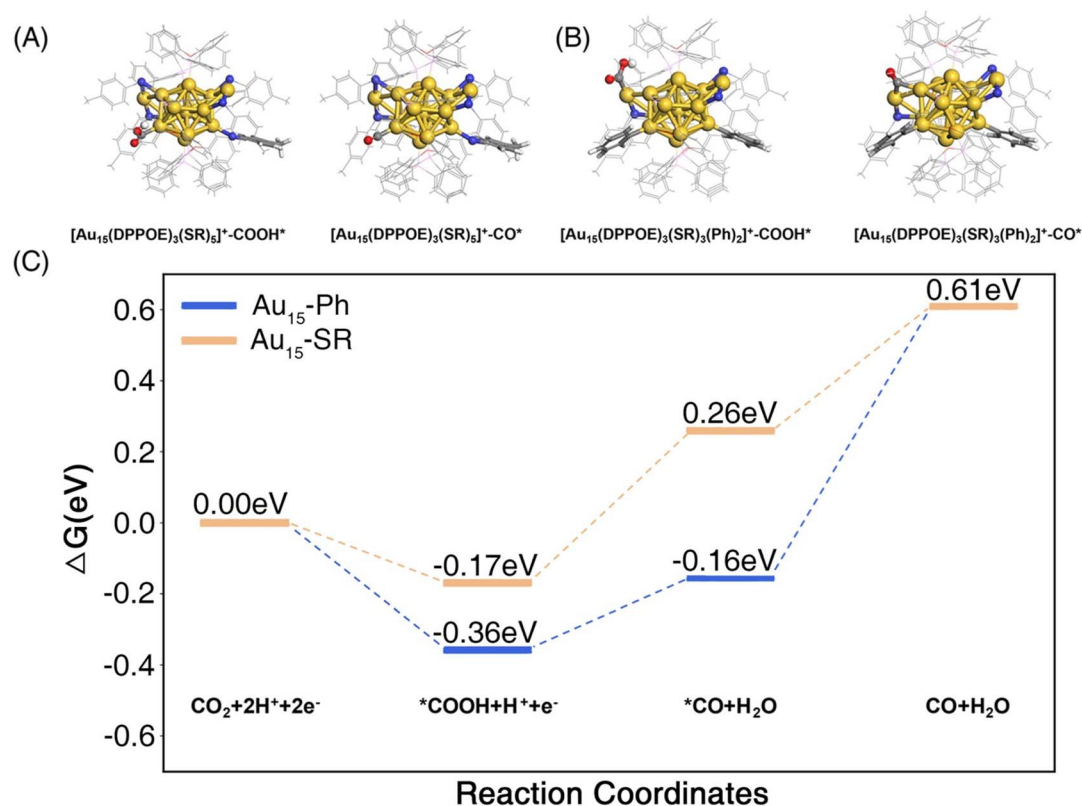 (A)
(B)
[Au₁₅(DPPOE)₃(SR)₅]⁺-COOH*
[Au₁₅(DPPOE)₃(SR)₅]⁺-CO*
[Au₁₅(DPPOE)₃(SR)₃(Ph)₂]⁺-COOH*
[Au₁₅(DPPOE)₃(SR)₃(Ph)₂]⁺-CO*
(C)
Au₁₅-Ph
Au₁₅-SR
0.6
0.4
0.2
0.0
-0.2
-0.4
-0.6
△G(eV)
0.00eV
-0.17eV
-0.36eV
0.26eV
-0.16eV
0.61eV
CO₂+2H⁺+2e⁻
*COOH+H⁺+e⁻
*CO+H₂O
CO+H₂O
Reaction Coordinates